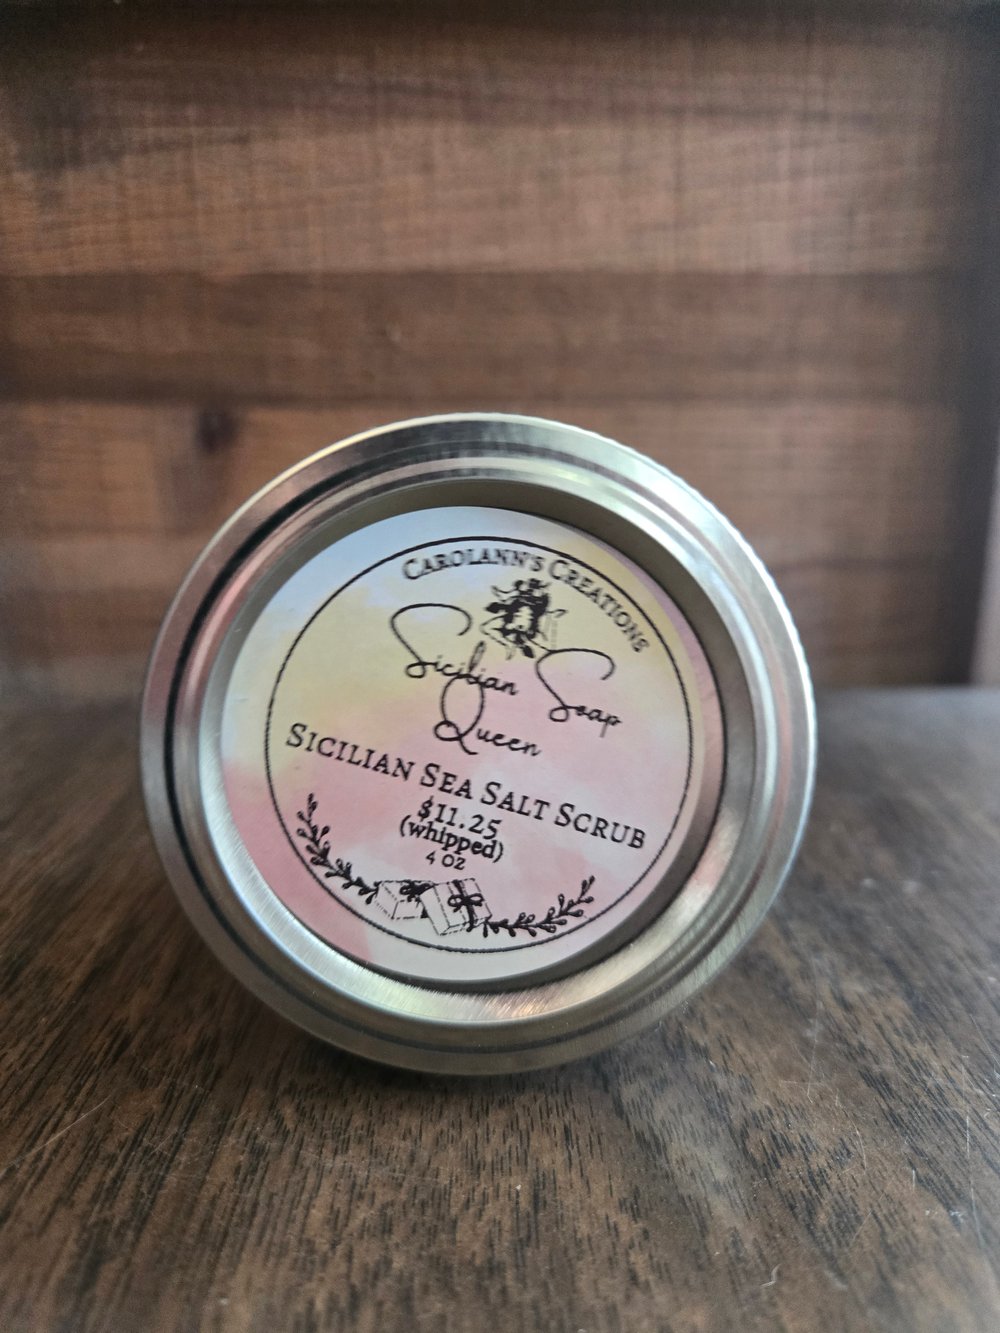 CAROLANN'S CREATIONS
Sicilian Soap
Queen
SICILIAN SEA SALT SCRUB
$11.25
(whipped)
4 OZ